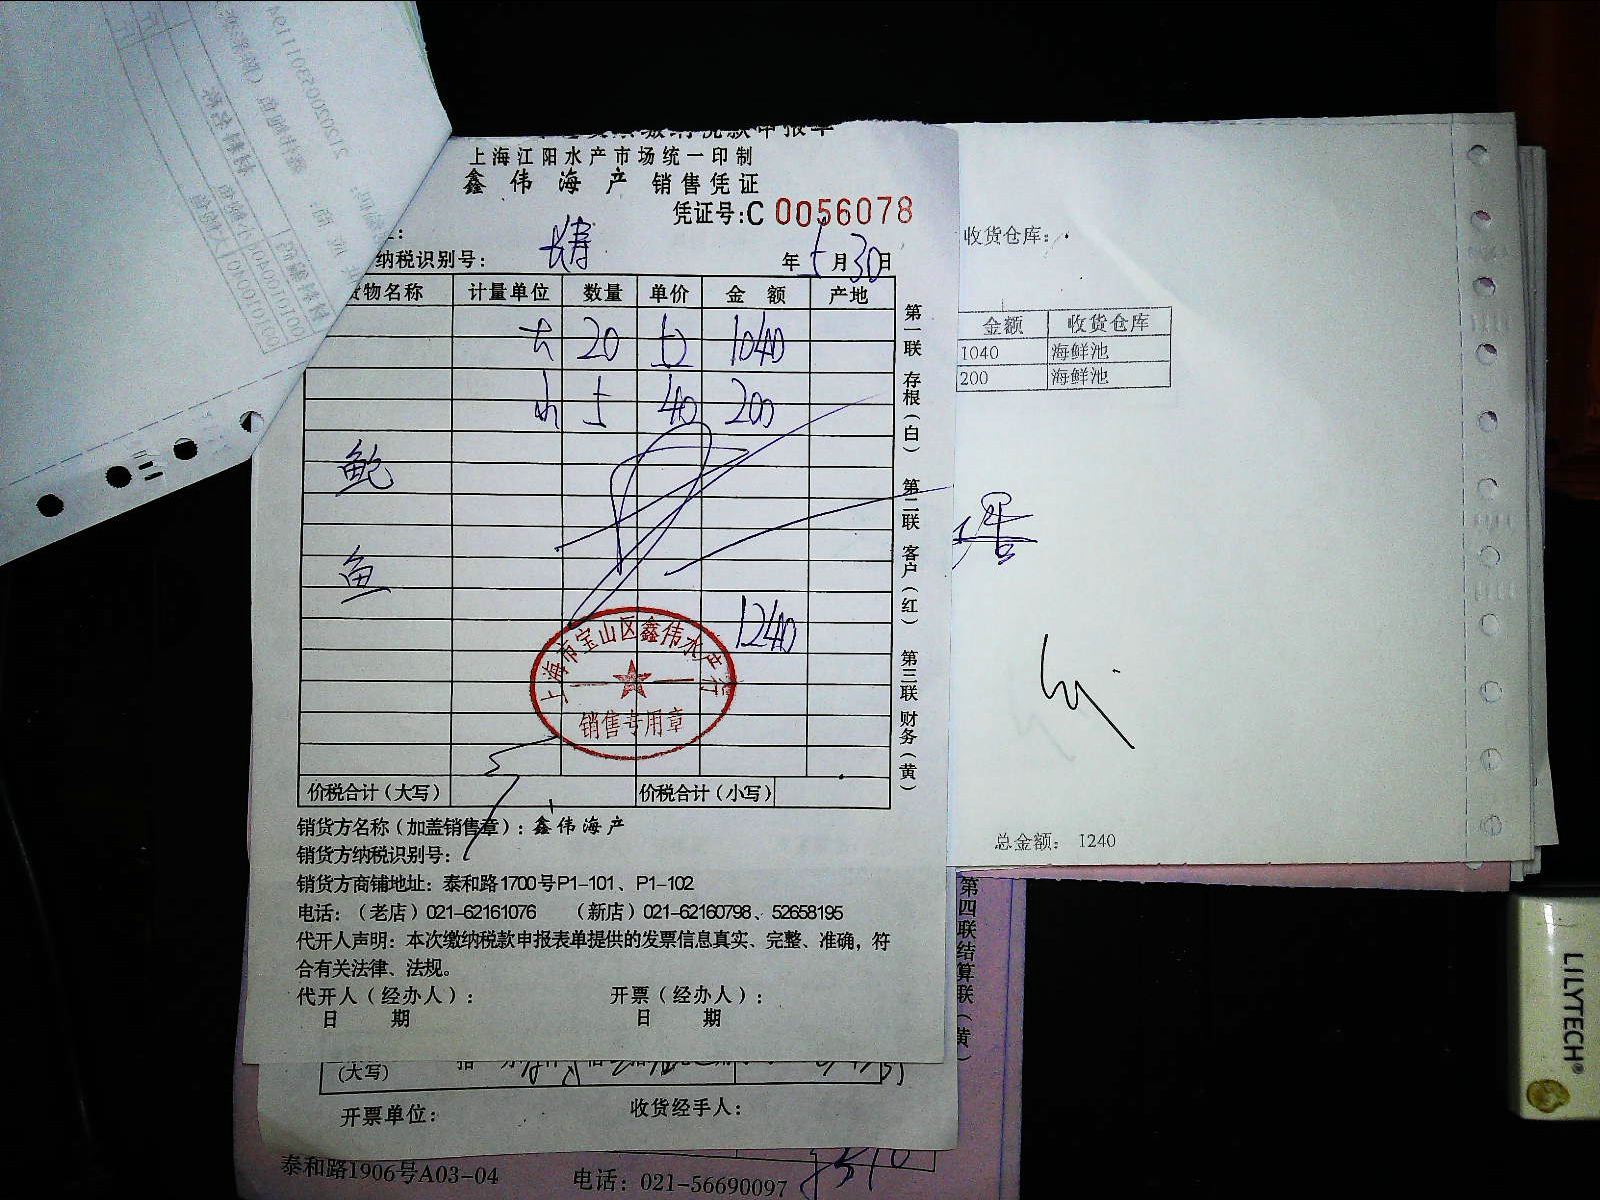 上海江阳水产市场统一印制
鑫伟海产 销售凭证
凭证号:C 0056078
纳税识别号： 长寿 年5月30日
货物名称 计量单位 数量 单价 金额 产地
大 20 52 1040
小 5 40 200
鲍
鱼
1240
上海市宝山区鑫伟水产行
销售专用章
价税合计（大写） 价税合计（小写）
销货方名称（加盖销售章）：鑫伟海产
销货方纳税识别号：
销货方商铺地址：泰和路1700号P1-101、P1-102
电话：（老店）021-62161076 （新店）021-62160798、52658195
代开人声明：本次缴纳税款申报表单提供的发票信息真实、完整、准确，符
合有关法律、法规。
代开人（经办人）： 开票（经办人）：
日 期 日 期
第一联 存根（白） 第二联 客户（红） 第三联 财务（黄）
收货仓库：
金额 收货仓库
1040 海鲜池
200 海鲜池
总金额： 1240
第四联结算联（黄）
(大写)
开票单位： 收货经手人：
泰和路1906号A03-04 电话：021-56690097
LILYTECH®